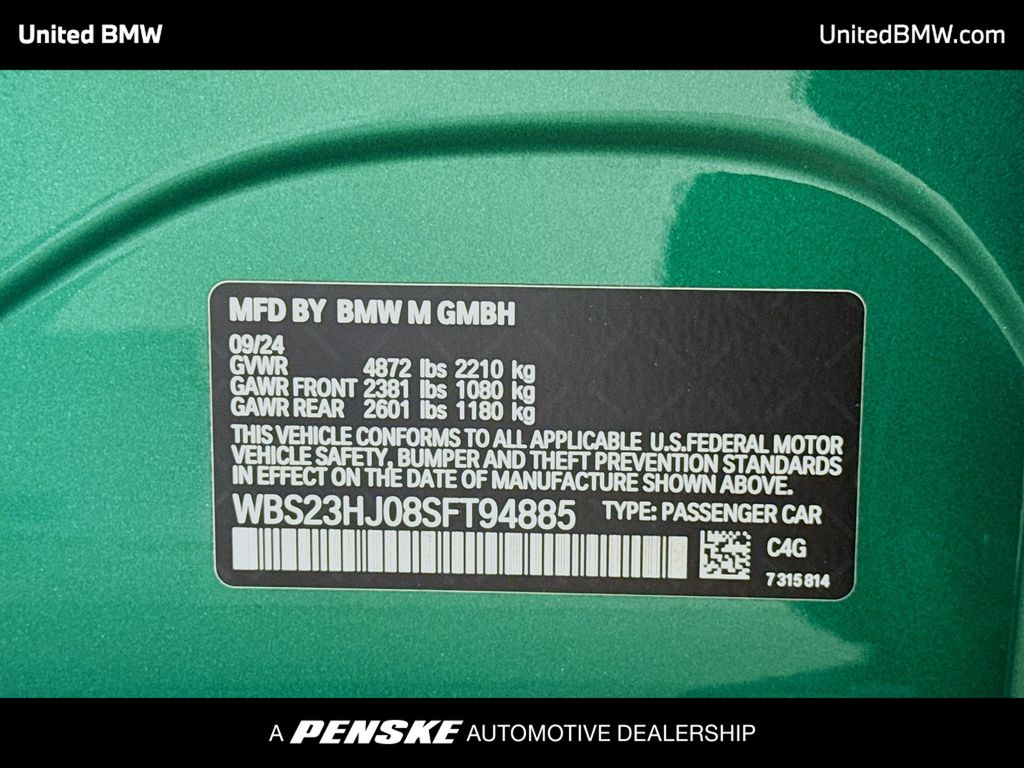 United BMW
UnitedBMW.com
MFD BY BMW M GMBH
09/24
GVWR 4872 lbs 2210 kg
GAWR FRONT 2381 lbs 1080 kg
GAWR REAR 2601 lbs 1180 kg
THIS VEHICLE CONFORMS TO ALL APPLICABLE U.S.FEDERAL MOTOR
VEHICLE SAFETY, BUMPER AND THEFT PREVENTION STANDARDS
IN EFFECT ON THE DATE OF MANUFACTURE SHOWN ABOVE.
WBS23HJ08SFT94885 TYPE: PASSENGER CAR
C4G
7315814
A PENSKE AUTOMOTIVE DEALERSHIP